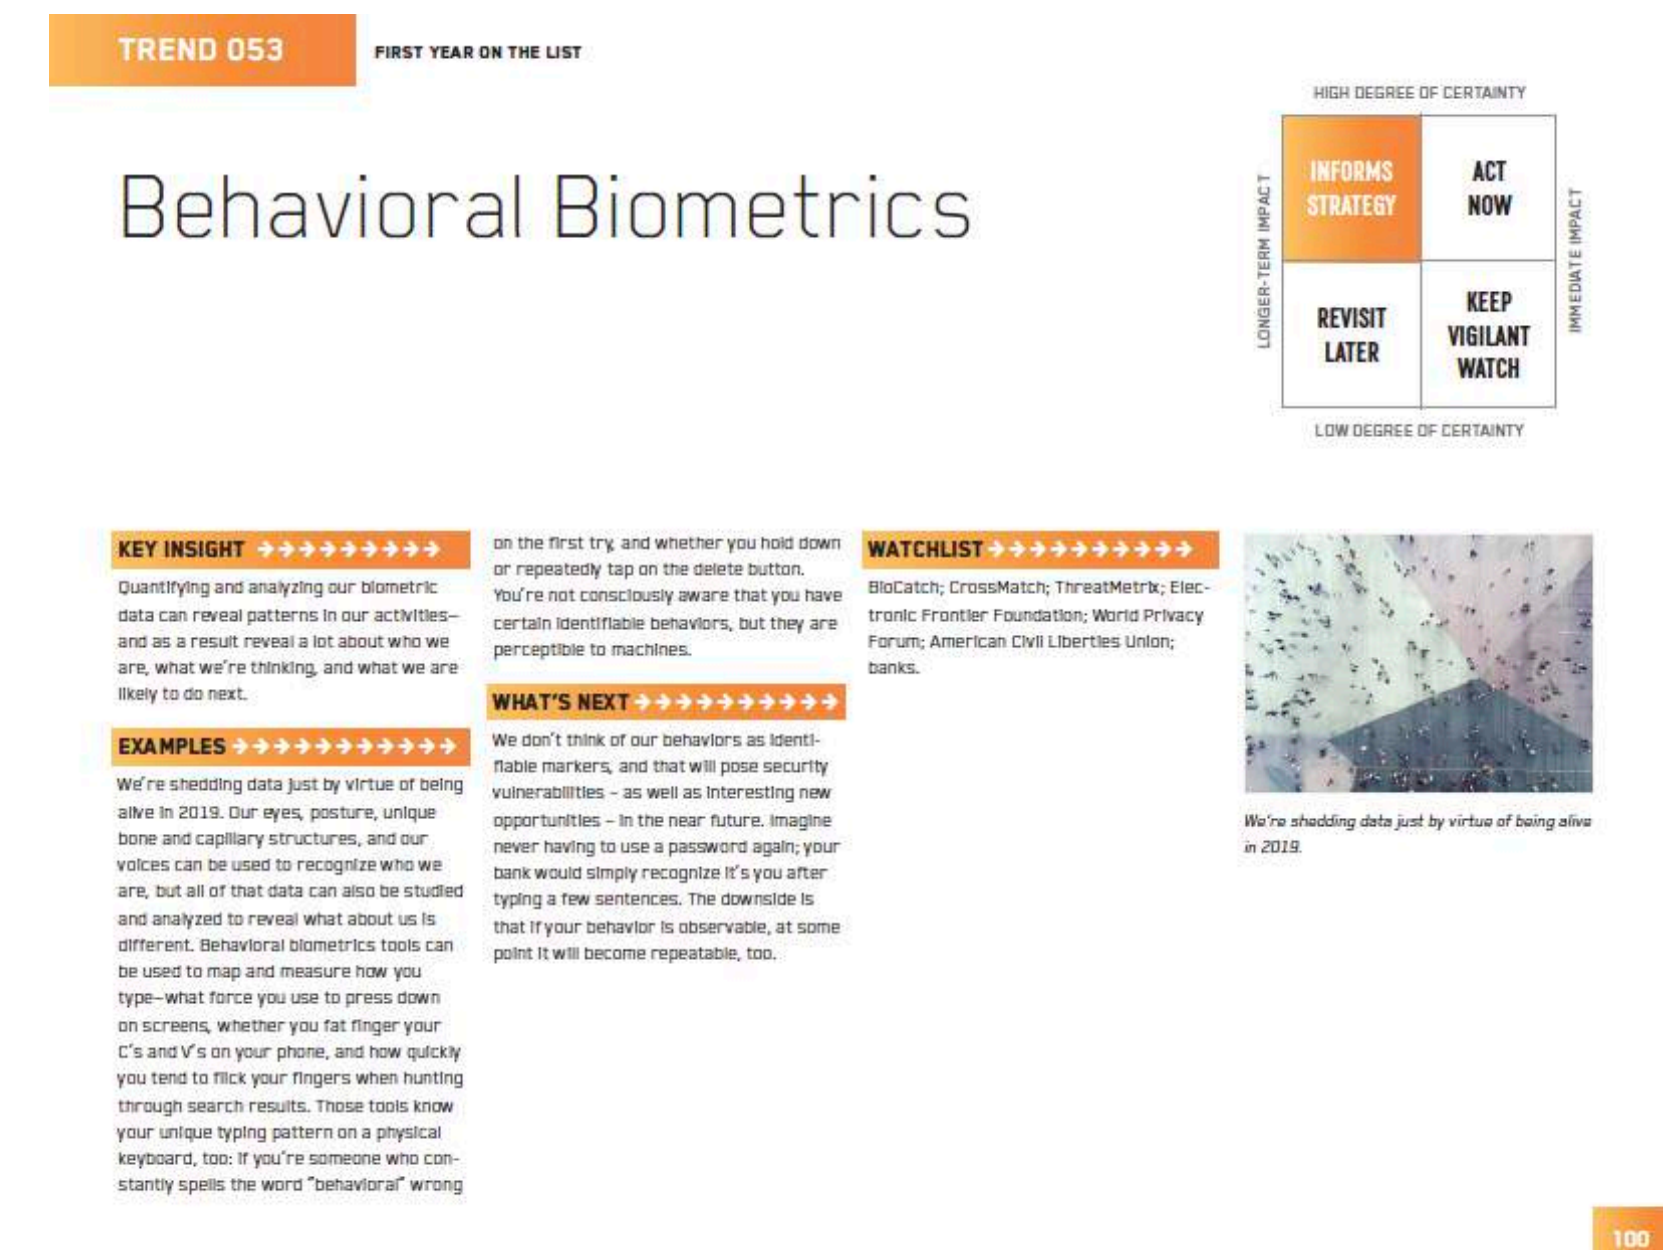 TREND 053
FIRST YEAR ON THE LIST
Behavioral Biometrics
HIGH DEGREE OF CERTAINTY
LONGER-TERM IMPACT
INFORMS
STRATEGY
ACT
NOW
REVISIT
LATER
KEEP
VIGILANT
WATCH
IMMEDIATE IMPACT
LOW DEGREE OF CERTAINTY
KEY INSIGHT
Quantifying and analyzing our biometric
data can reveal patterns in our activities—
and as a result reveal a lot about who we
are, what we're thinking, and what we are
likely to do next.
EXAMPLES
We're shedding data just by virtue of being
alive in 2019. Our eyes, posture, unique
bone and capillary structures, and our
voices can be used to recognize who we
are, but all of that data can also be studied
and analyzed to reveal what about us is
different. Behavioral biometrics tools can
be used to map and measure how you
type—what force you use to press down
on screens, whether you fat finger your
C's and V's on your phone, and how quickly
you tend to flick your fingers when hunting
through search results. Those tools know
your unique typing pattern on a physical
keyboard, too: If you're someone who con-
stantly spells the word "behavioral" wrong
on the first try, and whether you hold down
or repeatedly tap on the delete button.
You're not consciously aware that you have
certain identifiable behaviors, but they are
perceptible to machines.
WHAT'S NEXT
We don't think of our behaviors as identi-
fiable markers, and that will pose security
vulnerabilities – as well as interesting new
opportunities – in the near future. Imagine
never having to use a password again; your
bank would simply recognize it's you after
typing a few sentences. The downside is
that if your behavior is observable, at some
point it will become repeatable, too.
WATCHLIST
BioCatch; CrossMatch; ThreatMetrix; Elec-
tronic Frontier Foundation; World Privacy
Forum; American Civil Liberties Union;
banks.
We're shedding data just by virtue of being alive
in 2019.
100